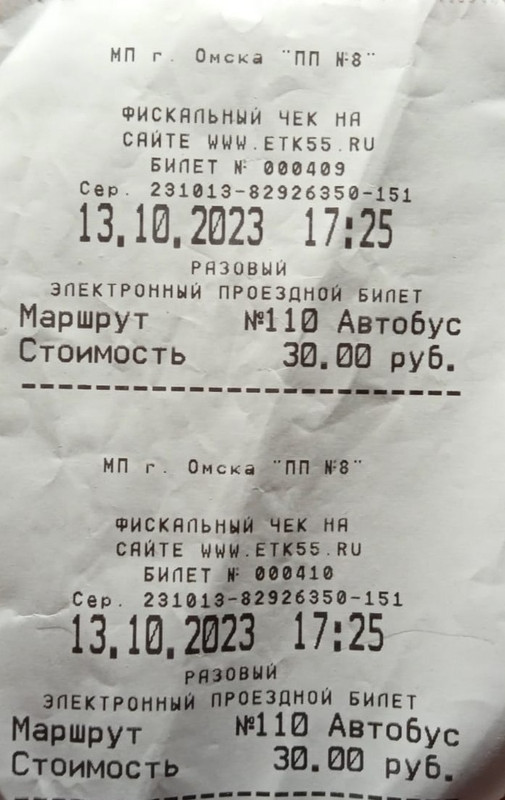 МП г. Омска "ПП №8"
ФИСКАЛЬНЫЙ ЧЕК НА
САЙТЕ WWW.ETK55.RU
БИЛЕТ № 000409
Сер. 231013-82926350-151
13.10.2023 17:25
РАЗОВЫЙ
ЭЛЕКТРОННЫЙ ПРОЕЗДНОЙ БИЛЕТ
Маршрут №110 Автобус
Стоимость 30.00 руб.
МП г. Омска "ПП №8"
ФИСКАЛЬНЫЙ ЧЕК НА
САЙТЕ WWW.ETK55.RU
БИЛЕТ № 000410
Сер. 231013-82926350-151
13.10.2023 17:25
РАЗОВЫЙ
ЭЛЕКТРОННЫЙ ПРОЕЗДНОЙ БИЛЕТ
Маршрут №110 Автобус
Стоимость 30.00 руб.